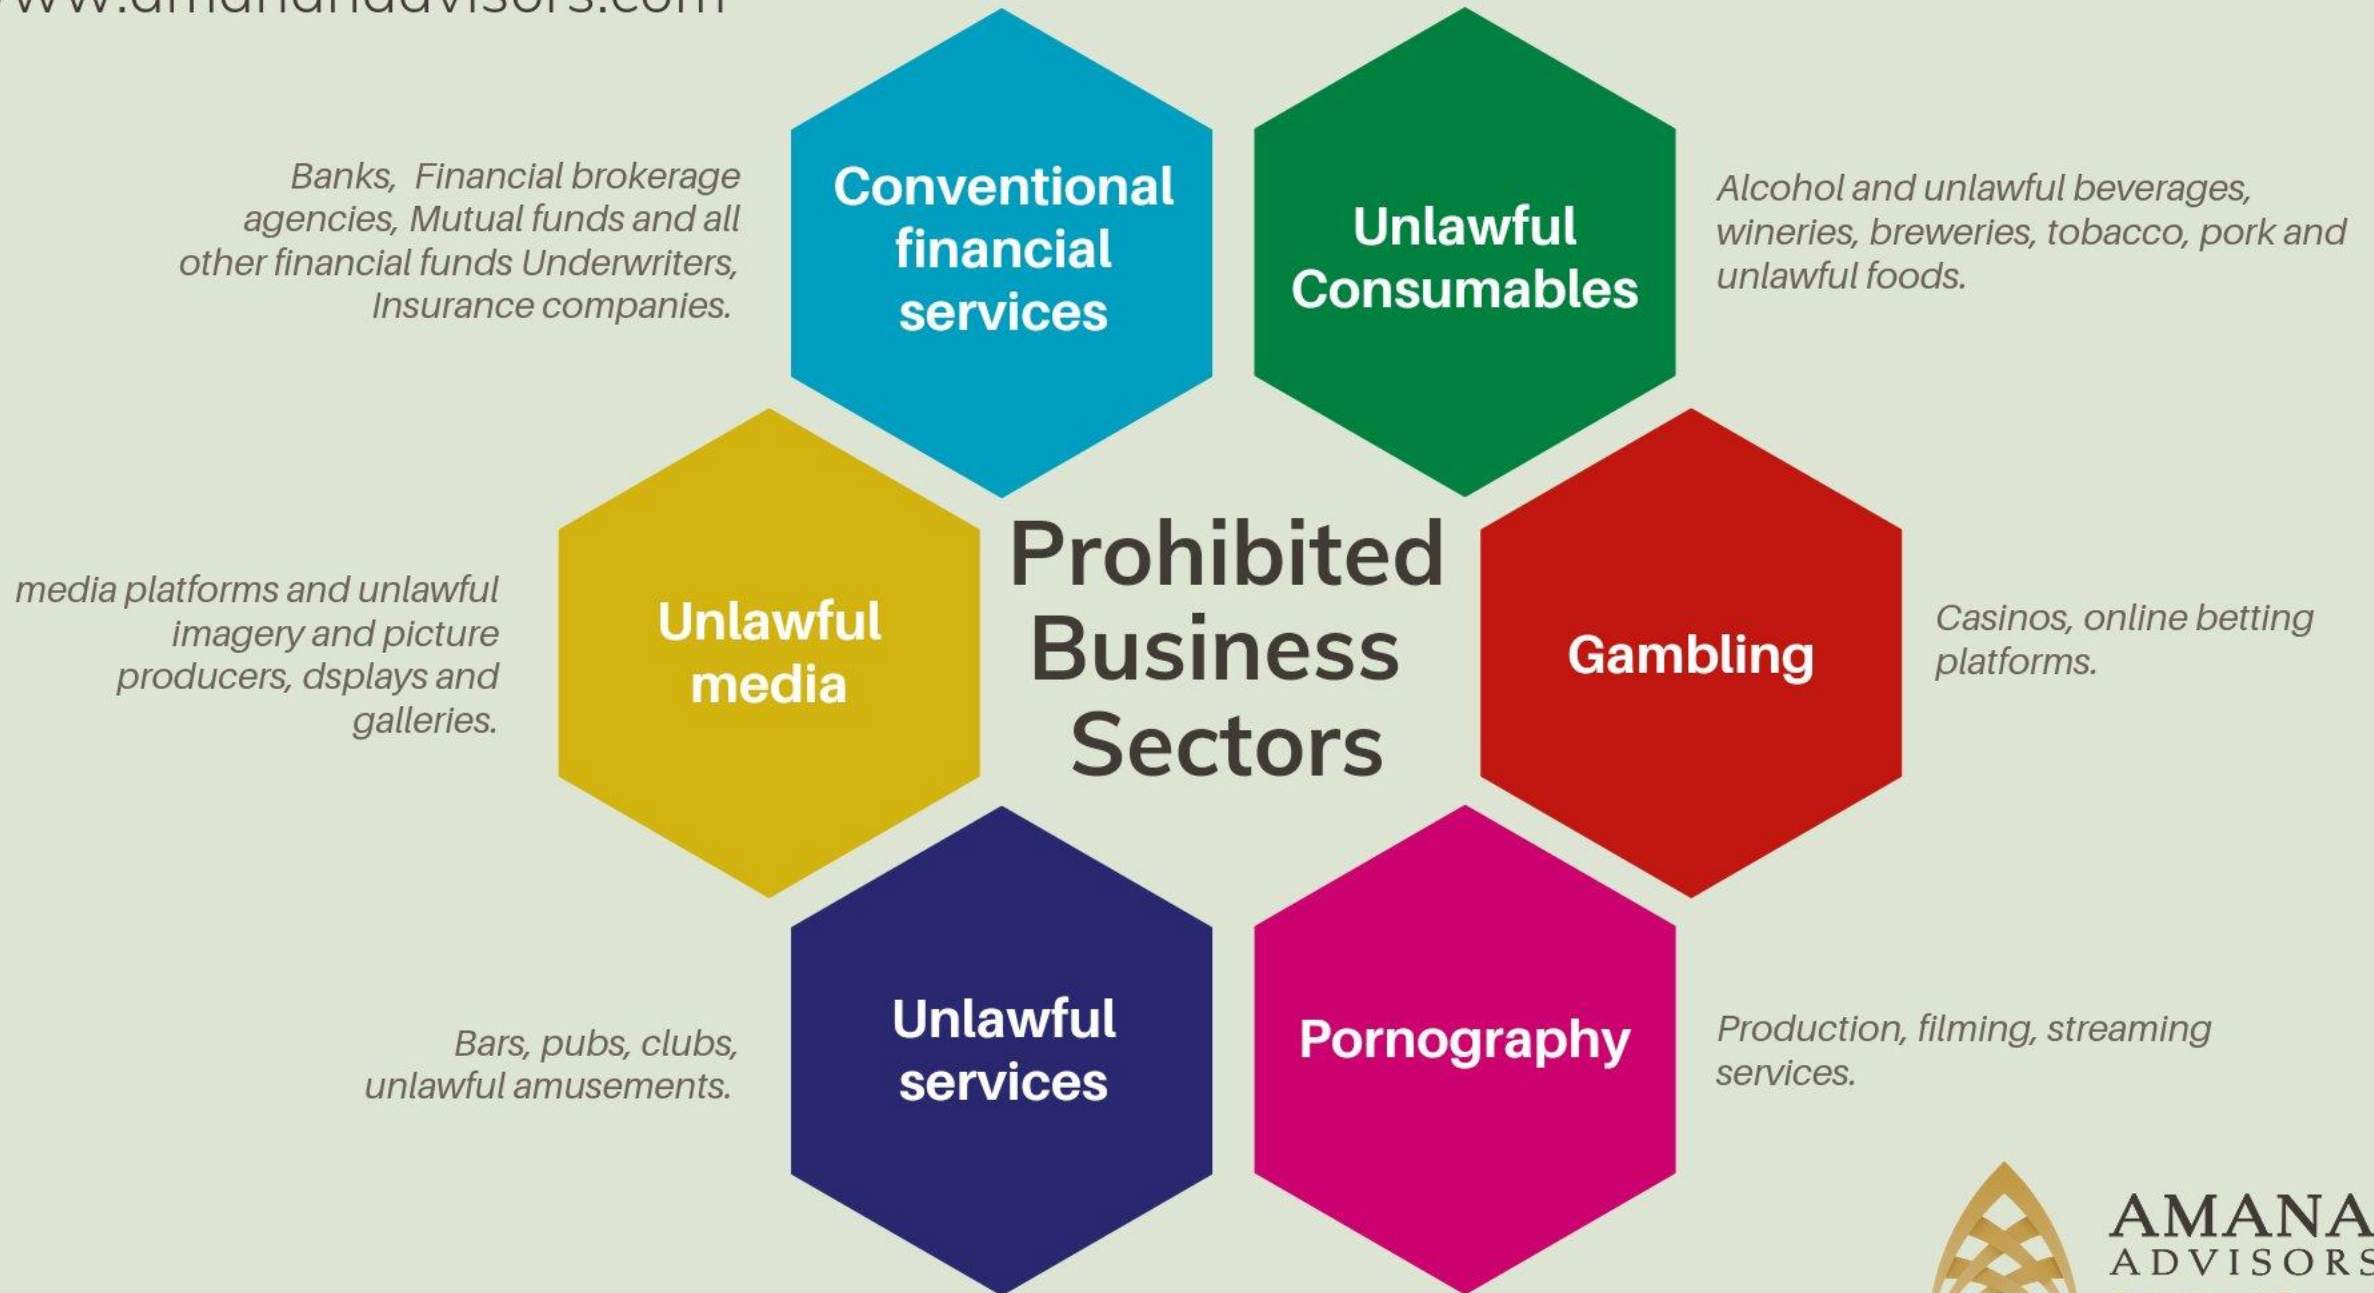 www.amanahadvisors.com
Banks, Financial brokerage
agencies, Mutual funds and all
other financial funds Underwriters,
Insurance companies.
Conventional
financial
services
Unlawful
Consumables
Alcohol and unlawful beverages,
wineries, breweries, tobacco, pork and
unlawful foods.
media platforms and unlawful
imagery and picture
producers, dsplays and
galleries.
Unlawful
media
Prohibited
Business
Sectors
Gambling
Casinos, online betting
platforms.
Bars, pubs, clubs,
unlawful amusements.
Unlawful
services
Pornography
Production, filming, streaming
services.
AMANA
ADVISORS